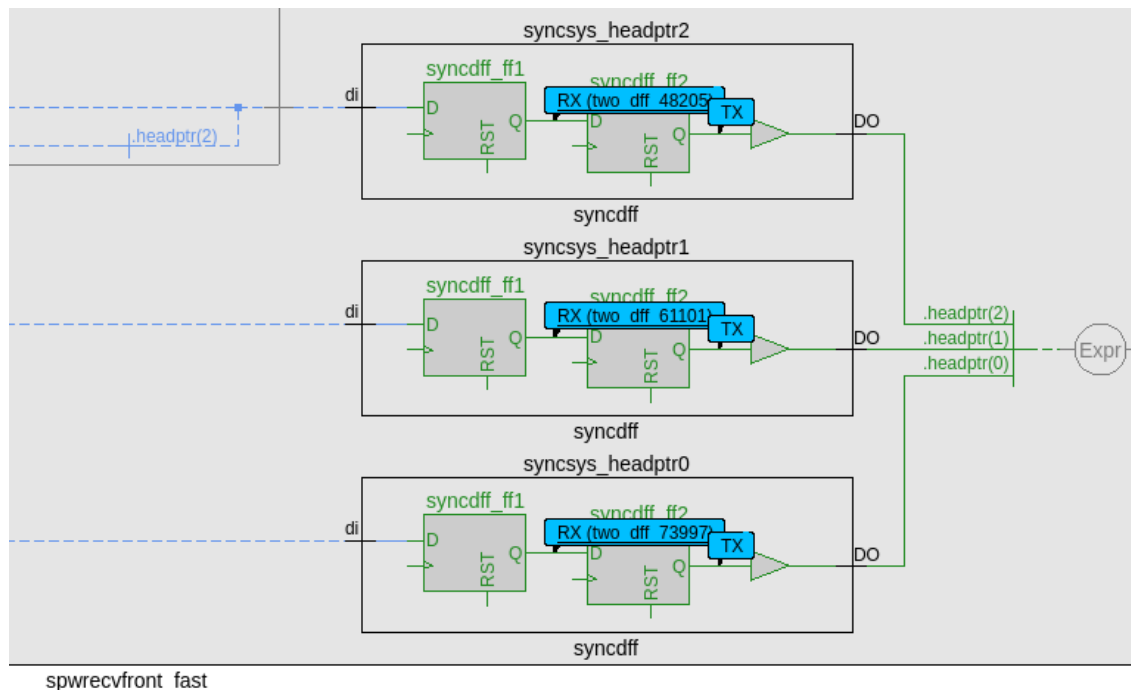 syncsys_headptr2
syncdff_ff1
syncdff_ff2
di
D
Q
RST
RX (two_dff_48205)
D
Q
RST
TX
DO
.headptr(2)
syncdff
syncsys_headptr1
syncdff_ff1
syncdff_ff2
di
D
Q
RST
RX (two_dff_61101)
D
Q
RST
TX
DO
.headptr(2)
.headptr(1)
.headptr(0)
Expr
syncdff
syncsys_headptr0
syncdff_ff1
syncdff_ff2
di
D
Q
RST
RX (two_dff_73997)
D
Q
RST
TX
DO
syncdff
spwrecvfront_fast